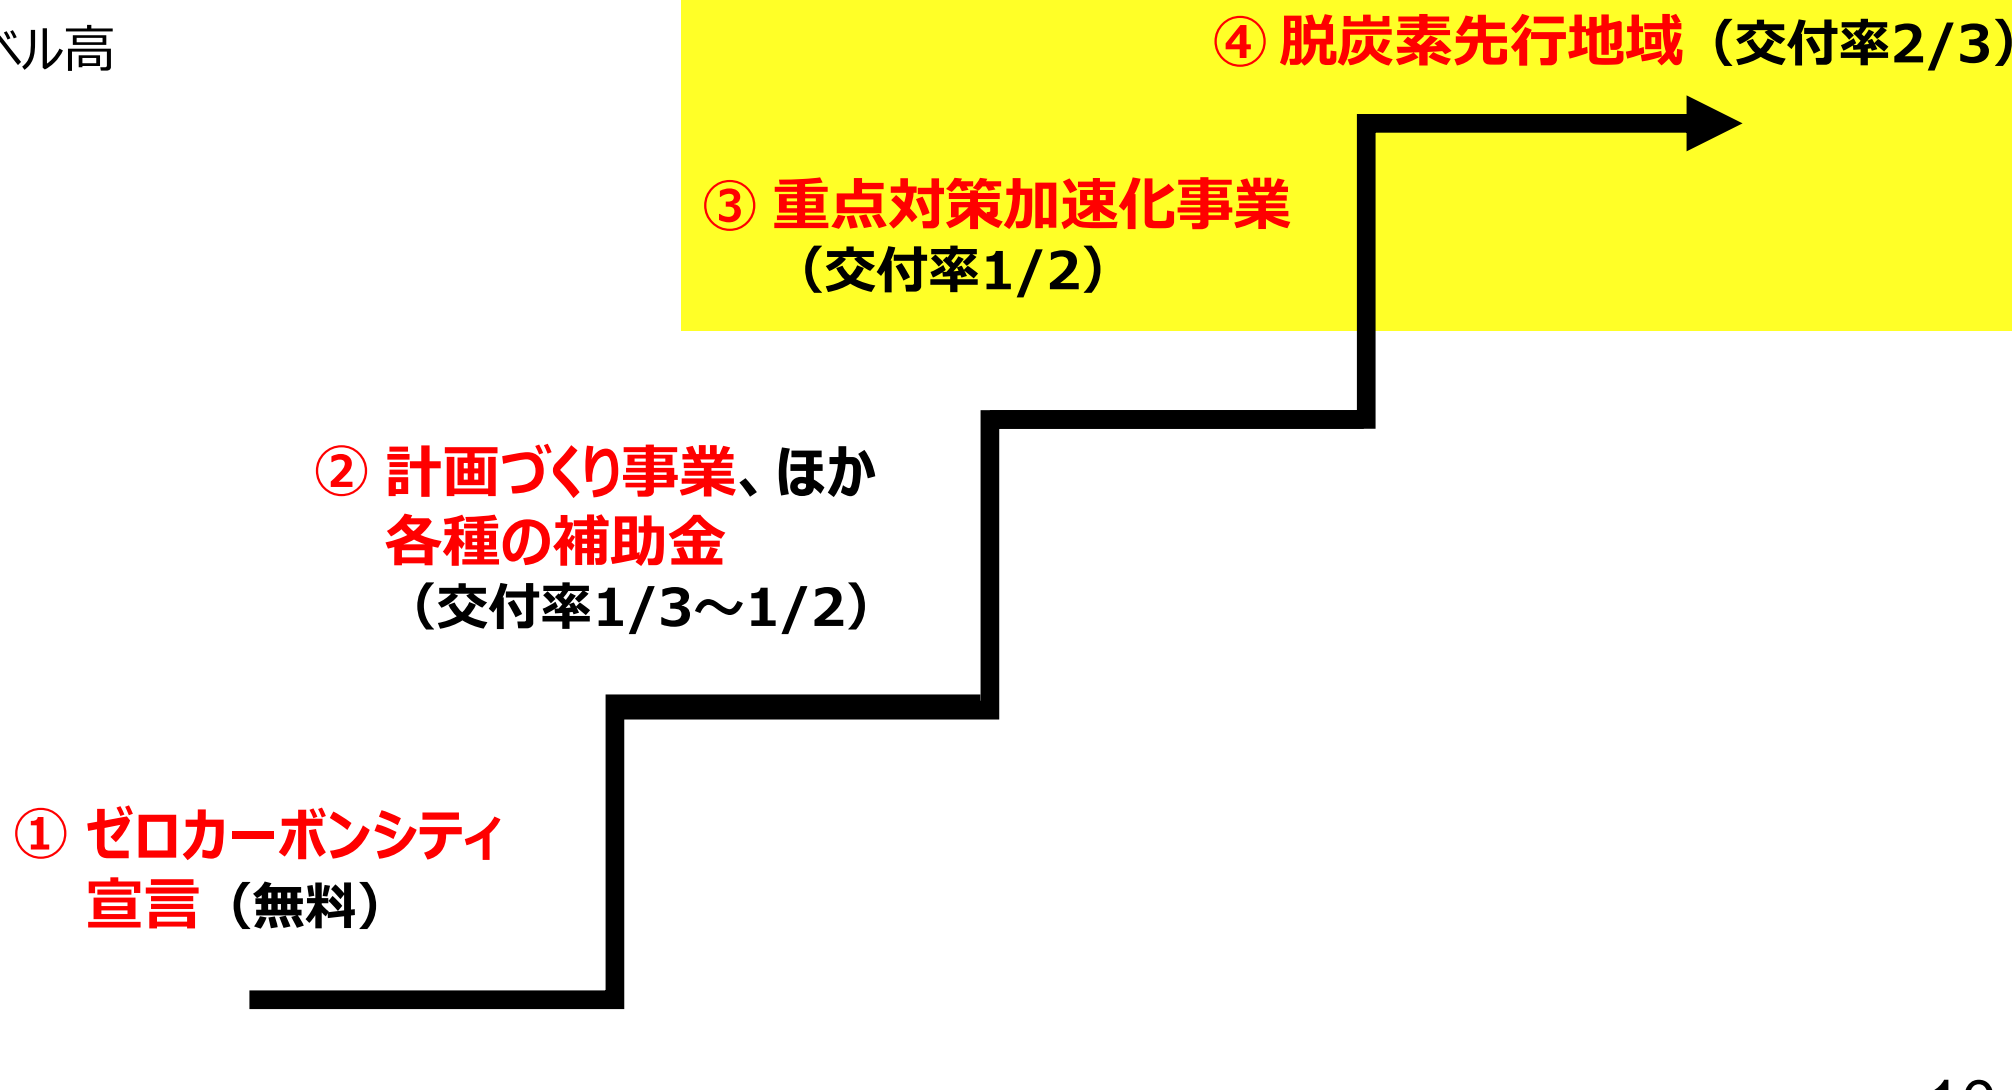 ベル高
④ 脱炭素先行地域（交付率2/3）
③ 重点対策加速化事業
（交付率1/2）
② 計画づくり事業、ほか
各種の補助金
（交付率1/3～1/2）
① ゼロカーボンシティ
宣言（無料）